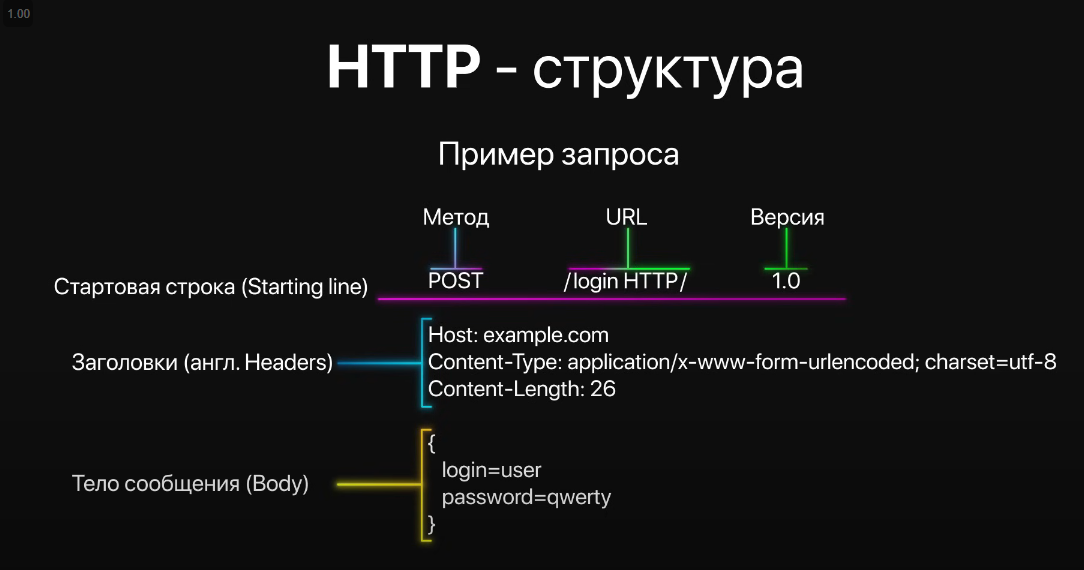 1.00
HTTP - структура
Пример запроса
Метод URL Версия
Стартовая строка (Starting line) POST /login HTTP/ 1.0
Host: example.com
Заголовки (англ. Headers) Content-Type: application/x-www-form-urlencoded; charset=utf-8
Content-Length: 26
{
login=user
Тело сообщения (Body)
password=qwerty
}